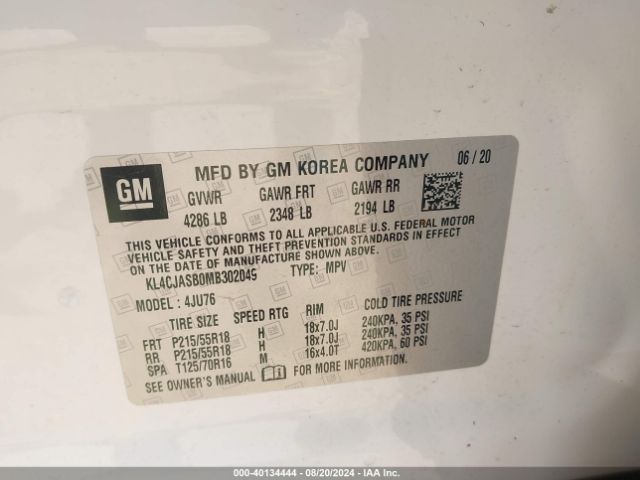 GM
MFD BY GM KOREA COMPANY 06/20
GVWR GAWR FRT GAWR RR
4286 LB 2348 LB 2194 LB
THIS VEHICLE CONFORMS TO ALL APPLICABLE U.S. FEDERAL MOTOR
VEHICLE SAFETY AND THEFT PREVENTION STANDARDS IN EFFECT
ON THE DATE OF MANUFACTURE SHOWN ABOVE.
KL4CJASB0MB302049 TYPE: MPV
MODEL: 4JU76
TIRE SIZE SPEED RTG RIM COLD TIRE PRESSURE
FRT P215/55R18 H 18x7.0J 240KPA, 35 PSI
RR P215/55R18 H 18x7.0J 240KPA, 35 PSI
SPA T125/70R16 M 16x4.0T 420KPA, 60 PSI
SEE OWNER'S MANUAL FOR MORE INFORMATION.
000-40134444 - 08/20/2024 - IAA Inc.